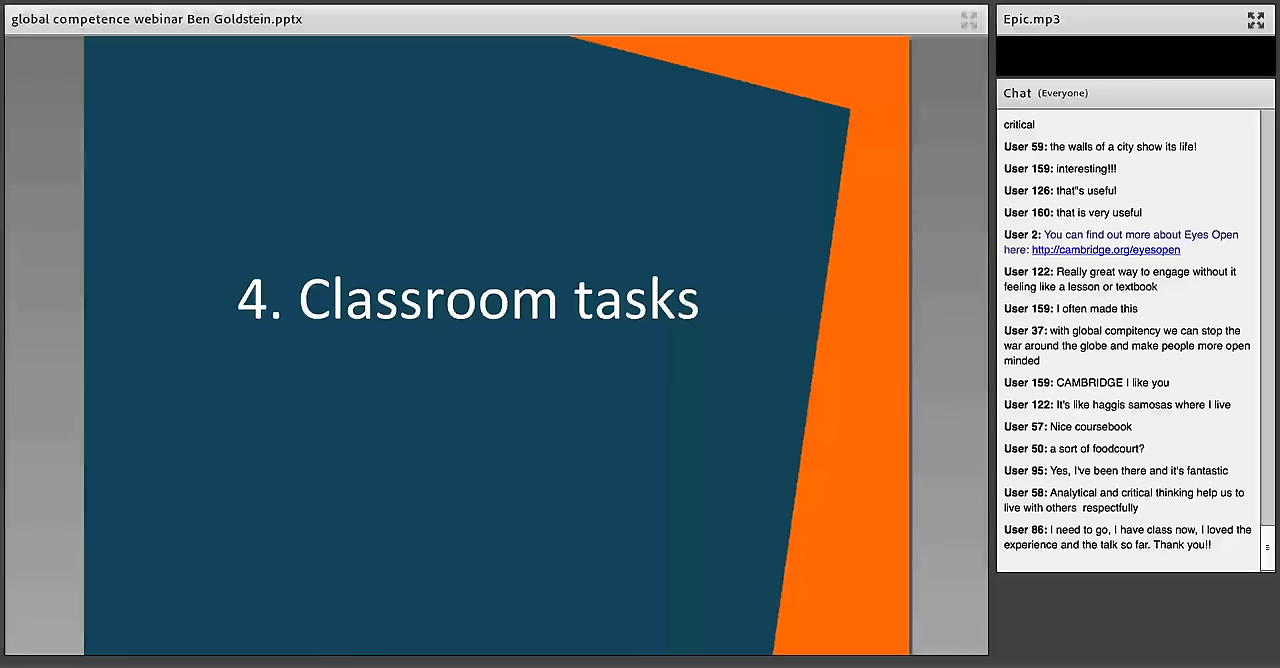 global competence webinar Ben Goldstein.pptx
4. Classroom tasks
Epic.mp3
Chat (Everyone)
critical
User 59: the walls of a city show its life!
User 159: interesting!!!
User 126: that"s useful
User 160: that is very useful
User 2: You can find out more about Eyes Open
here: http://cambridge.org/eyesopen
User 122: Really great way to engage without it
feeling like a lesson or textbook
User 159: I often made this
User 37: with global compitency we can stop the
war around the globe and make people more open
minded
User 159: CAMBRIDGE I like you
User 122: It's like haggis samosas where I live
User 57: Nice coursebook
User 50: a sort of foodcourt?
User 95: Yes, I've been there and it's fantastic
User 58: Analytical and critical thinking help us to
live with others  respectfully
User 86: I need to go, I have class now, I loved the
experience and the talk so far. Thank you!!